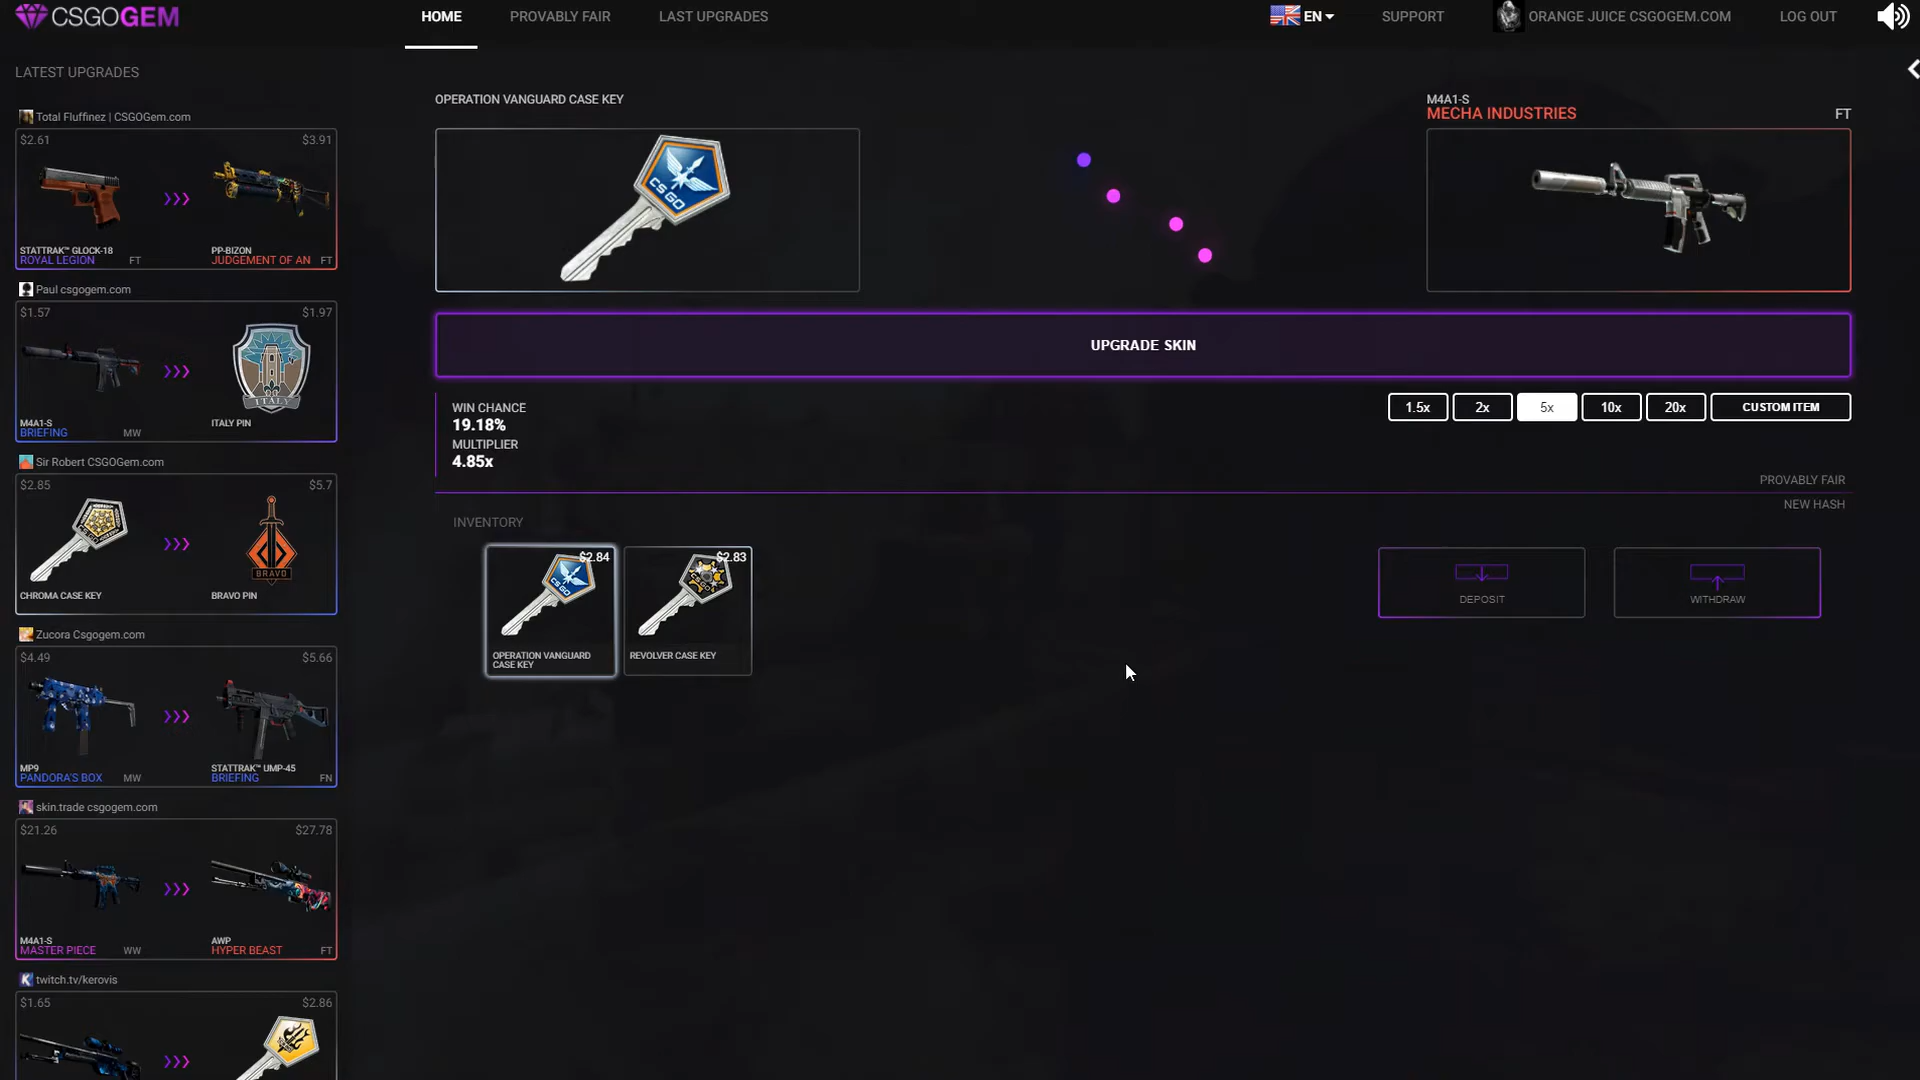 CSGOGEM
HOME
PROVABLY FAIR
LAST UPGRADES
EN
SUPPORT
ORANGE JUICE CSGOGEM.COM
LOG OUT
LATEST UPGRADES
Total Fluffinez | CSGOGem.com
$2.61
$3.91
STATTRAK™ GLOCK-18
ROYAL LEGION
FT
PP-BIZON
JUDGEMENT OF AN
FT
Paul csgogem.com
$1.57
$1.97
ITALY
M4A1-S
BRIEFING
MW
ITALY PIN
Sir Robert CSGOGem.com
$2.85
$5.7
BRAVO
CHROMA CASE KEY
BRAVO PIN
Zucora Csgogem.com
$4.49
$5.66
MP9
PANDORA'S BOX
MW
STATTRAK™ UMP-45
BRIEFING
FN
skin.trade csgogem.com
$21.26
$27.78
M4A1-S
MASTER PIECE
WW
AWP
HYPER BEAST
FT
K twitch.tv/kerovis
$1.65
$2.86
OPERATION VANGUARD CASE KEY
CSGO
M4A1-S
MECHA INDUSTRIES
FT
UPGRADE SKIN
WIN CHANCE
19.18%
MULTIPLIER
4.85x
1.5x
2x
5x
10x
20x
CUSTOM ITEM
PROVABLY FAIR
NEW HASH
INVENTORY
$2.84
CSGO
OPERATION VANGUARD
CASE KEY
$2.83
CSGO
REVOLVER CASE KEY
DEPOSIT
WITHDRAW